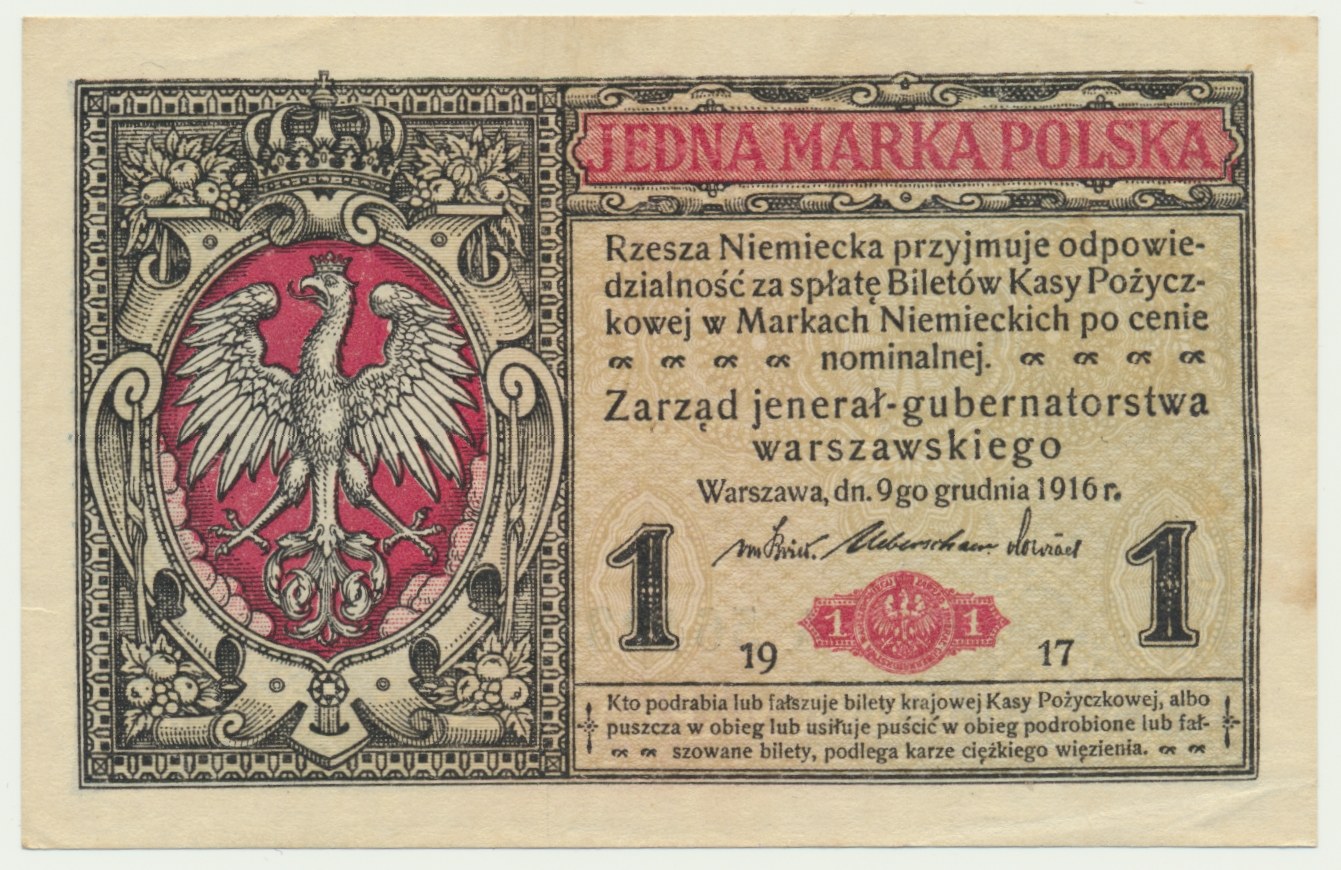 JEDNA MARKA POLSKA
Rzesza Niemiecka przyjmuje odpowie-
dzialność za spłatę Biletów Kasy Pożycz-
kowej w Markach Niemieckich po cenie
nominalnej.
Zarząd jenerał-gubernatorstwa
warszawskiego
Warszawa, dn. 9go grudnia 1916 r.
1 1
1 1
19 17
Kto podrabia lub fałszuje bilety krajowej Kasy Pożyczkowej, albo
puszcza w obieg lub usiłuje puścić w obieg podrobione lub fał-
szowane bilety, podlega karze ciężkiego więzienia.